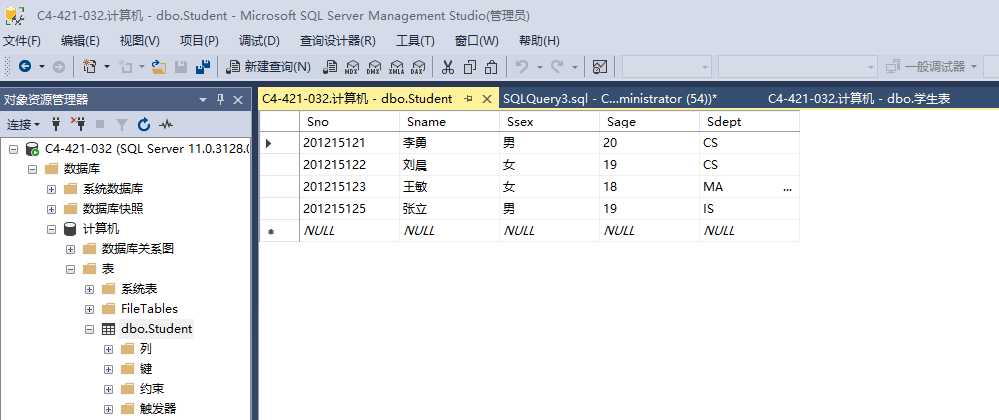 C4-421-032.计算机 - dbo.Student - Microsoft SQL Server Management Studio(管理员)
文件(F) 编辑(E) 视图(V) 项目(P) 调试(D) 查询设计器(R) 工具(T) 窗口(W) 帮助(H)
新建查询(N) MDX DMX XMLA DAX 一般调试器
对象资源管理器
C4-421-032.计算机 - dbo.Student SQLQuery3.sql - C...ministrator (54))* C4-421-032.计算机 - dbo.学生表
连接
C4-421-032 (SQL Server 11.0.3128.0
数据库
系统数据库
数据库快照
计算机
数据库关系图
表
系统表
FileTables
dbo.Student
列
键
约束
触发器
Sno Sname Ssex Sage Sdept
201215121 李勇 男 20 CS
201215122 刘晨 女 19 CS
201215123 王敏 女 18 MA ...
201215125 张立 男 19 IS
NULL NULL NULL NULL NULL